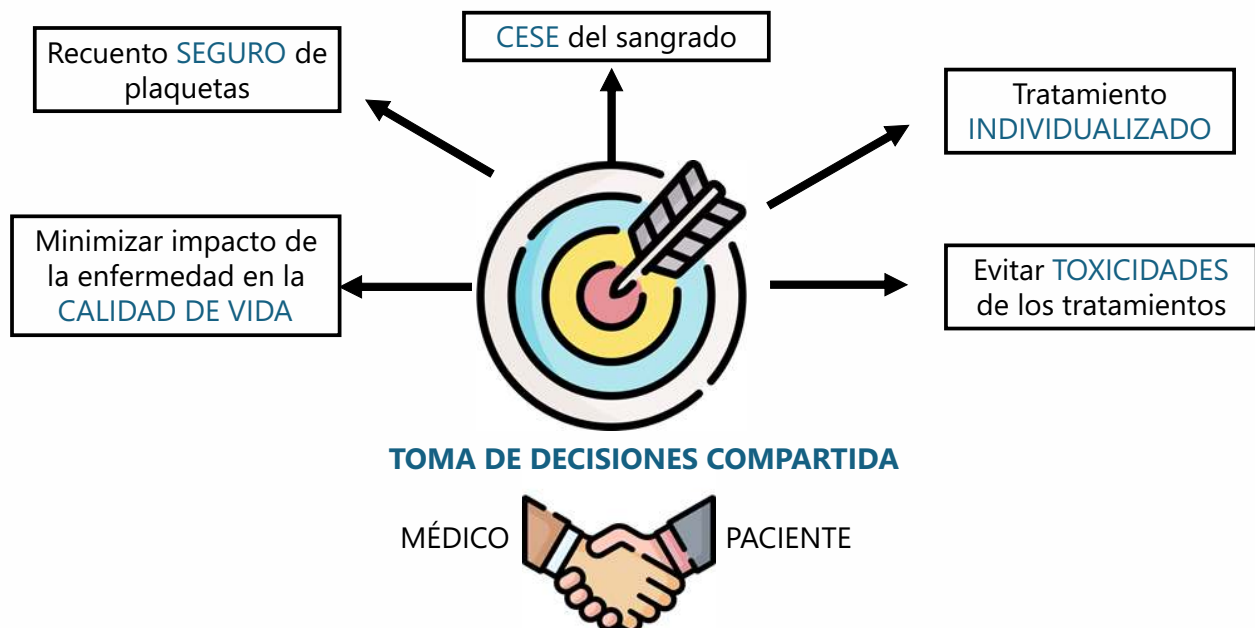 Recuento SEGURO de
plaquetas
CESE del sangrado
Tratamiento
INDIVIDUALIZADO
Minimizar impacto de
la enfermedad en la
CALIDAD DE VIDA
Evitar TOXICIDADES
de los tratamientos
TOMA DE DECISIONES COMPARTIDA
MÉDICO
PACIENTE